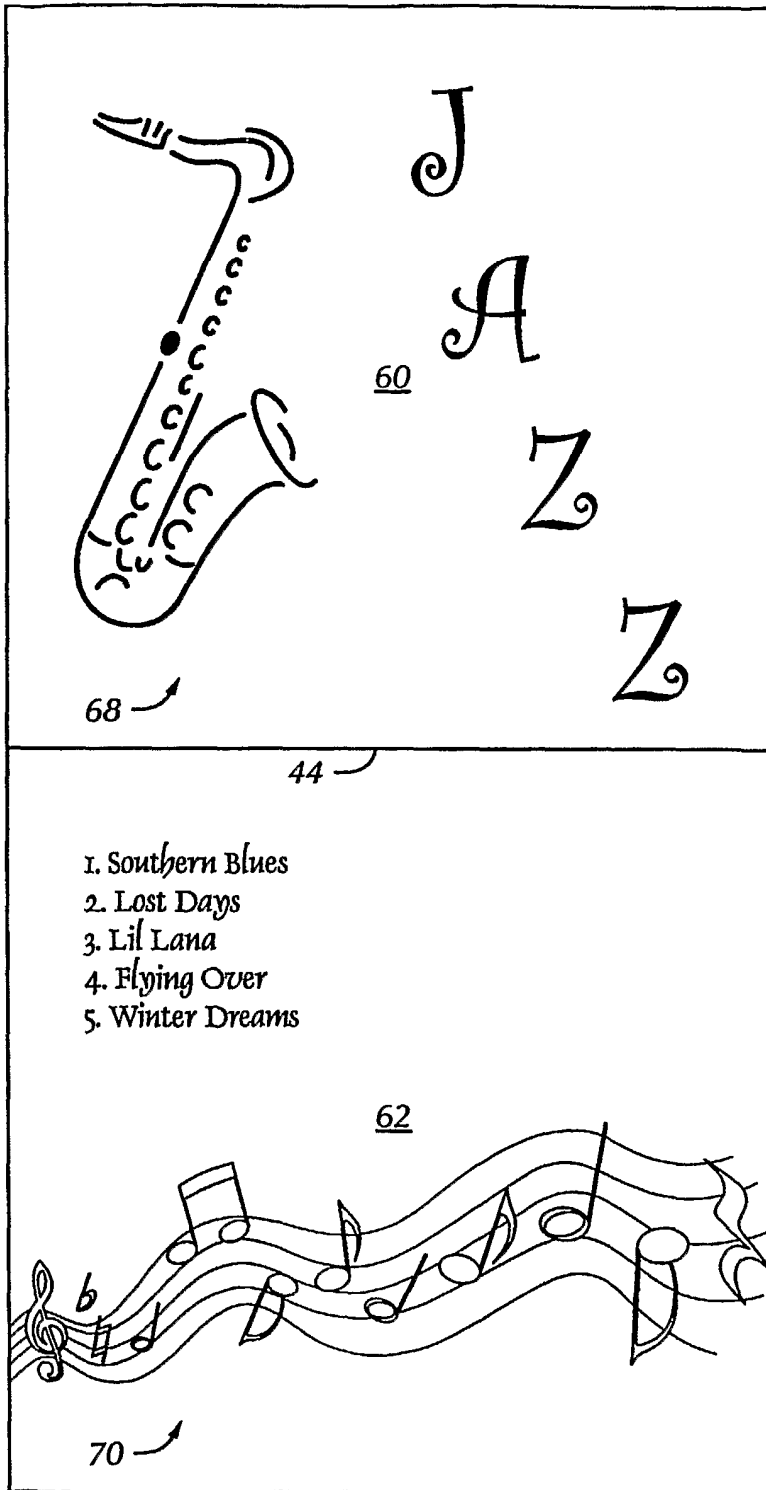 J
A
60
Z
Z
68
44
1. Southern Blues
2. Lost Days
3. Lil Lana
4. Flying Over
5. Winter Dreams
62
70